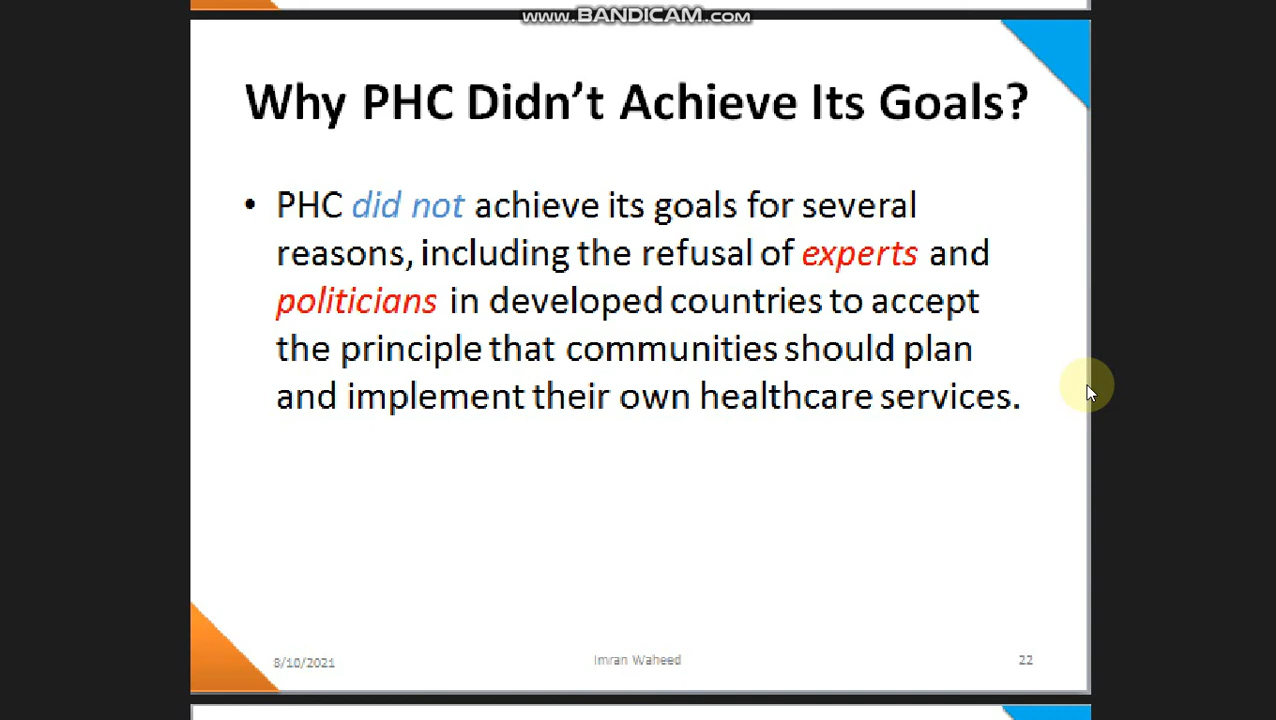 www.BANDICAM.com
Why PHC Didn’t Achieve Its Goals?
• PHC did not achieve its goals for several
reasons, including the refusal of experts and
politicians in developed countries to accept
the principle that communities should plan
and implement their own healthcare services.
8/10/2021
Imran Waheed
22